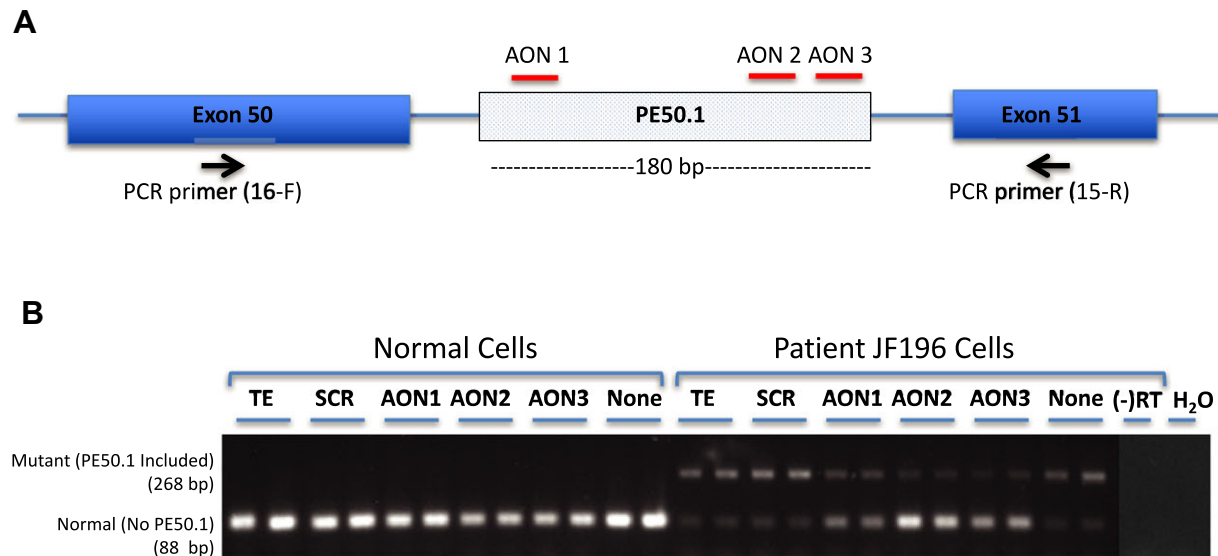 A
AON 1
AON 2 AON 3
Exon 50
PE50.1
Exon 51
--------------------180 bp-----------------------
PCR primer (16-F)
PCR primer (15-R)
B
Normal Cells
Patient JF196 Cells
TE SCR AON1 AON2 AON3 None TE SCR AON1 AON2 AON3 None (-)RT H₂O
Mutant (PE50.1 Included)
(268 bp)
Normal (No PE50.1)
(88 bp)